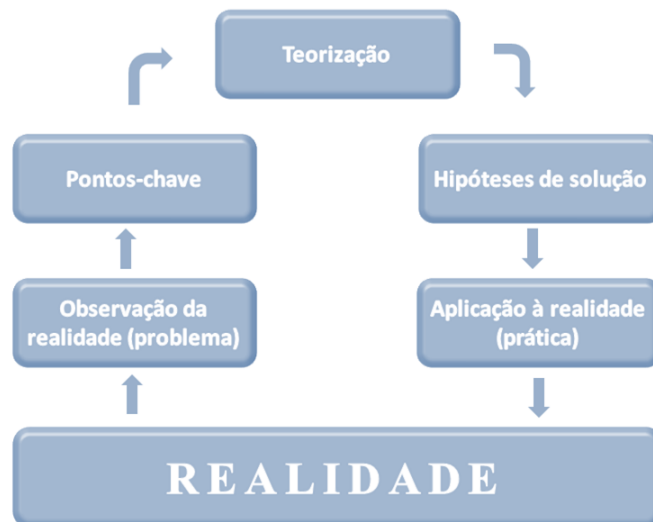 Teorização
Pontos-chave
Hipóteses de solução
Observação da
realidade (problema)
Aplicação à realidade
(prática)
REALIDADE